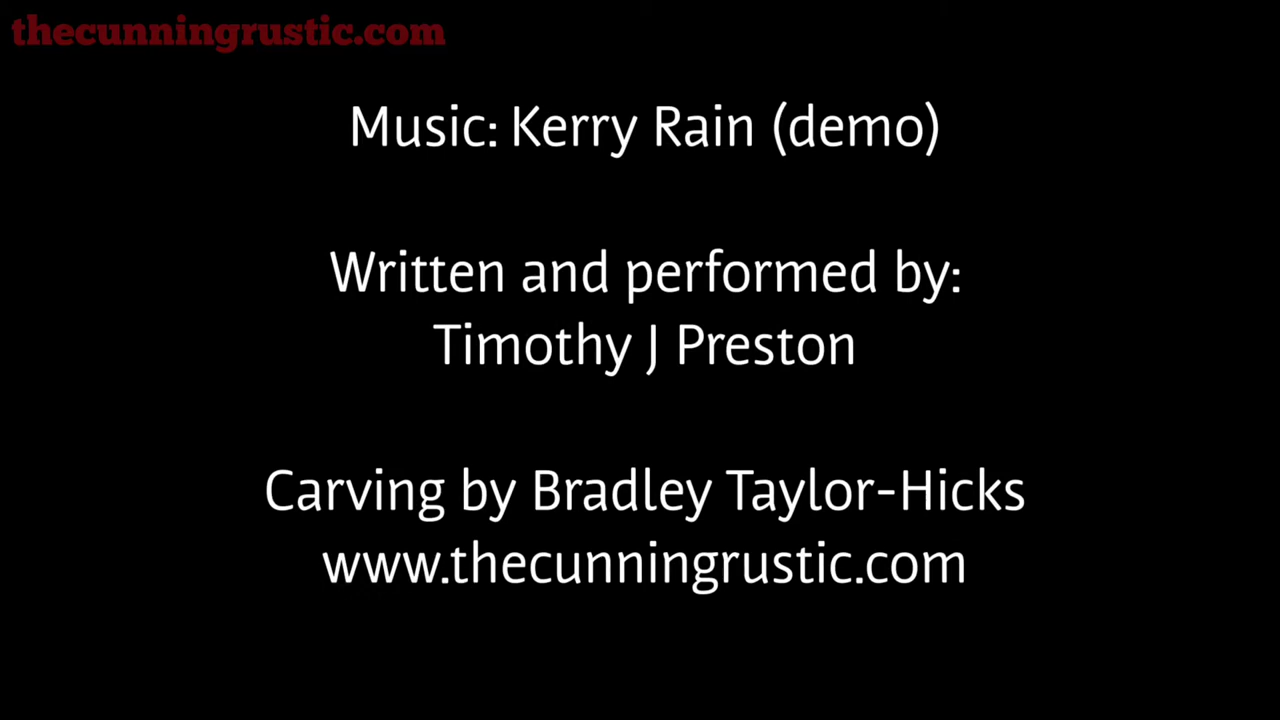 thecunningrustic.com
Music: Kerry Rain (demo)
Written and performed by:
Timothy J Preston
Carving by Bradley Taylor-Hicks
www.thecunningrustic.com